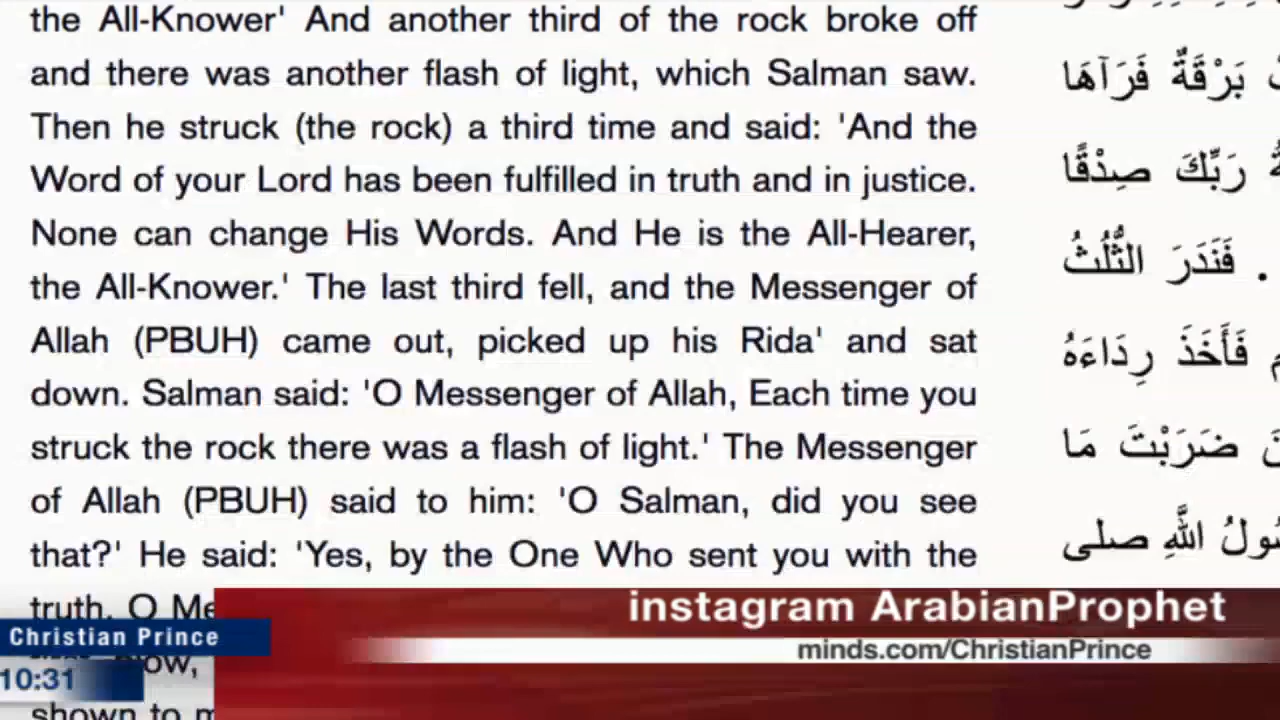 the All-Knower' And another third of the rock broke off
and there was another flash of light, which Salman saw.
Then he struck (the rock) a third time and said: 'And the
Word of your Lord has been fulfilled in truth and in justice.
None can change His Words. And He is the All-Hearer,
the All-Knower.' The last third fell, and the Messenger of
Allah (PBUH) came out, picked up his Rida' and sat
down. Salman said: 'O Messenger of Allah, Each time you
struck the rock there was a flash of light.' The Messenger
of Allah (PBUH) said to him: 'O Salman, did you see
that?' He said: 'Yes, by the One Who sent you with the
truth. O Me
shown to m
بَرْقَةٌ فَرَآهَا
رَبِّكَ صِدْقًا
. فَنَدَرَ الثُّلُثُ
فَأَخَذَ رِدَاءَهُ
ضَرَبْتَ مَا
اللَّهِ صلى
instagram ArabianProphet
minds.com/ChristianPrince
Christian Prince
10:31